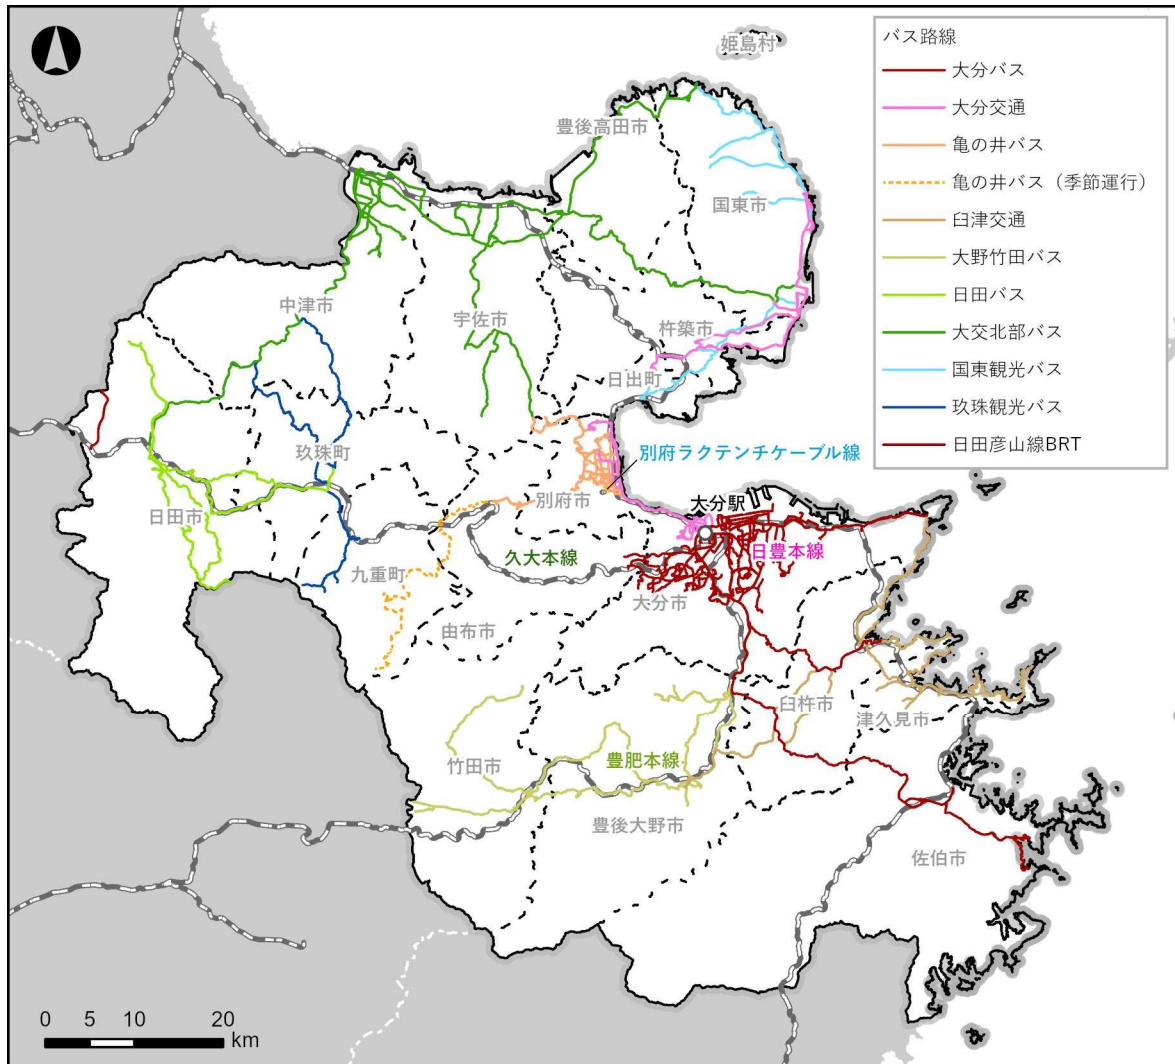 バス路線
大分バス
大分交通
亀の井バス
亀の井バス（季節運行）
臼津交通
大野竹田バス
日田バス
大交北部バス
国東観光バス
玖珠観光バス
日田彦山線BRT
姫島村
豊後高田市
国東市
中津市
宇佐市
杵築市
日出町
玖珠町
別府ラクテンチケーブル線
日田市
別府市
大分駅
久大本線
日豊本線
九重町
大分市
由布市
臼杵市
津久見市
竹田市
豊肥本線
豊後大野市
佐伯市
0 5 10 20
km